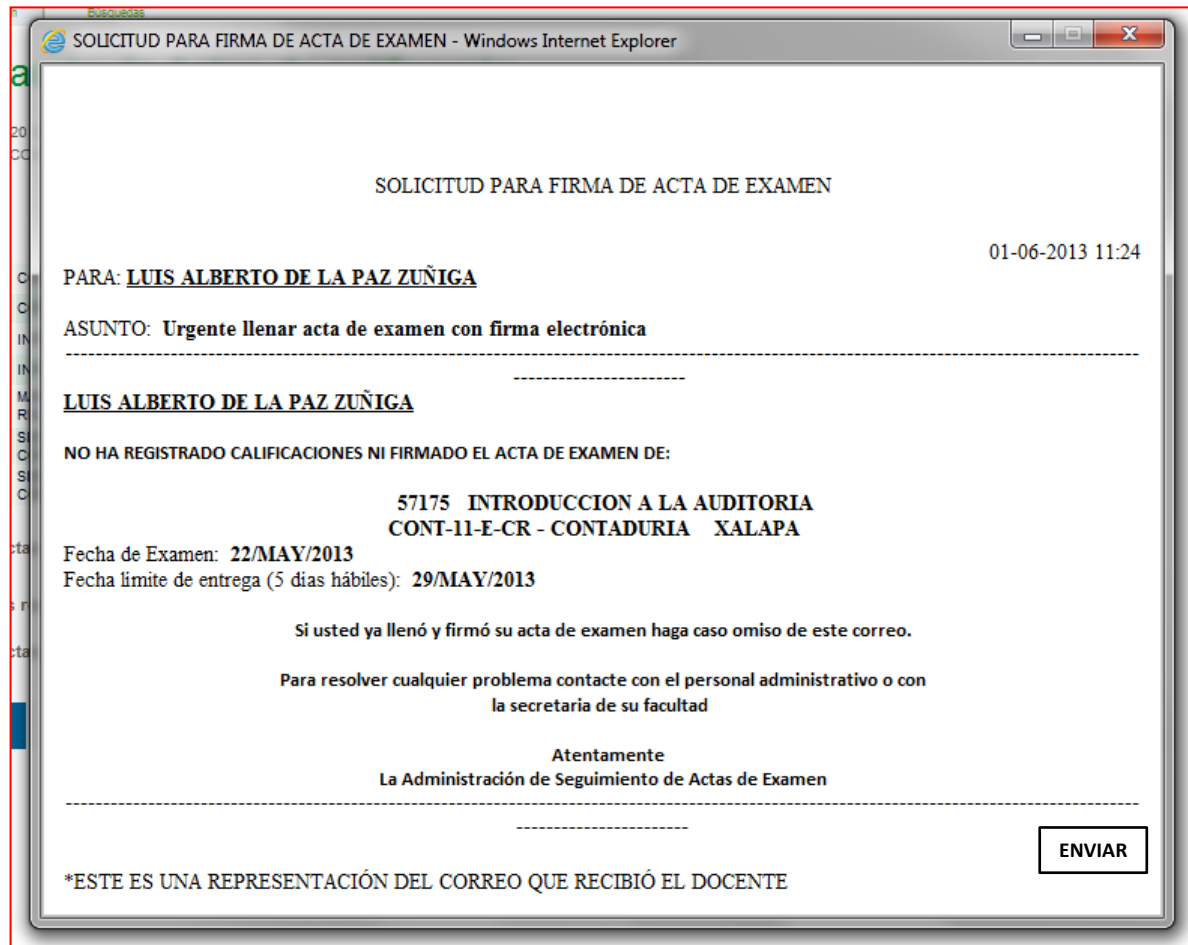 Búsquedas
SOLICITUD PARA FIRMA DE ACTA DE EXAMEN - Windows Internet Explorer
SOLICITUD PARA FIRMA DE ACTA DE EXAMEN
01-06-2013 11:24
PARA: LUIS ALBERTO DE LA PAZ ZUÑIGA
ASUNTO: Urgente llenar acta de examen con firma electrónica
LUIS ALBERTO DE LA PAZ ZUÑIGA
NO HA REGISTRADO CALIFICACIONES NI FIRMADO EL ACTA DE EXAMEN DE:
57175 INTRODUCCION A LA AUDITORIA
CONT-11-E-CR - CONTADURIA XALAPA
Fecha de Examen: 22/MAY/2013
Fecha limite de entrega (5 dias hábiles): 29/MAY/2013
Si usted ya llenó y firmó su acta de examen haga caso omiso de este correo.
Para resolver cualquier problema contacte con el personal administrativo o con
la secretaria de su facultad
Atentamente
La Administración de Seguimiento de Actas de Examen
ENVIAR
*ESTE ES UNA REPRESENTACIÓN DEL CORREO QUE RECIBIÓ EL DOCENTE